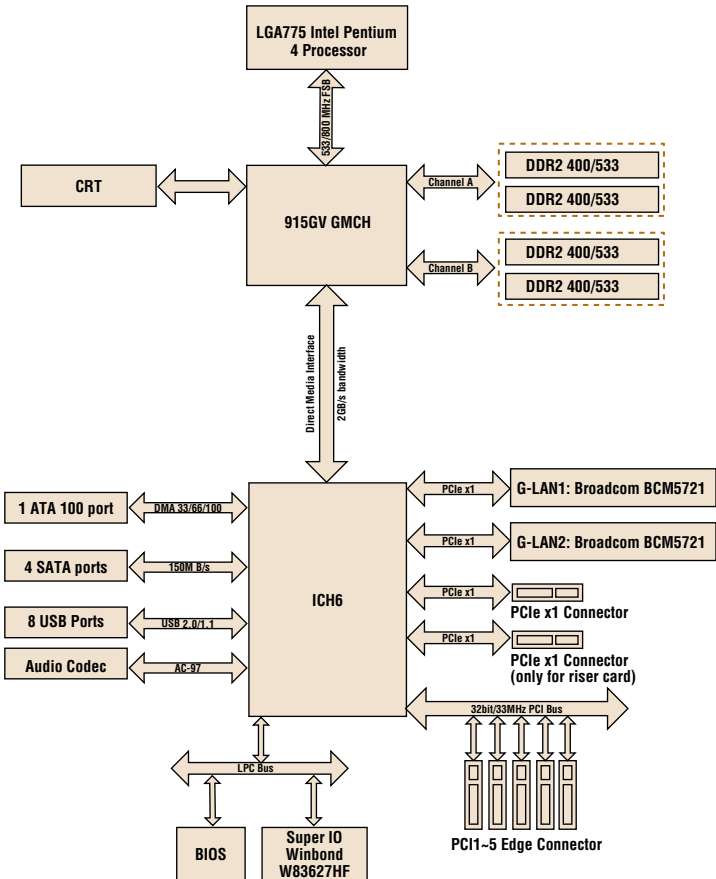 LGA775 Intel Pentium
4 Processor
533/800 MHz FSB
CRT
915GV GMCH
Channel A
DDR2 400/533
DDR2 400/533
Channel B
DDR2 400/533
DDR2 400/533
Direct Media Interface
2GB/s bandwidth
1 ATA 100 port
DMA 33/66/100
4 SATA ports
150M B/s
8 USB Ports
USB 2.0/1.1
Audio Codec
AC-97
ICH6
PCIe x1
G-LAN1: Broadcom BCM5721
PCIe x1
G-LAN2: Broadcom BCM5721
PCIe x1
PCIe x1 Connector
PCIe x1
PCIe x1 Connector
(only for riser card)
32bit/33MHz PCI Bus
PCI1~5 Edge Connector
LPC Bus
BIOS
Super IO
Winbond
W83627HF